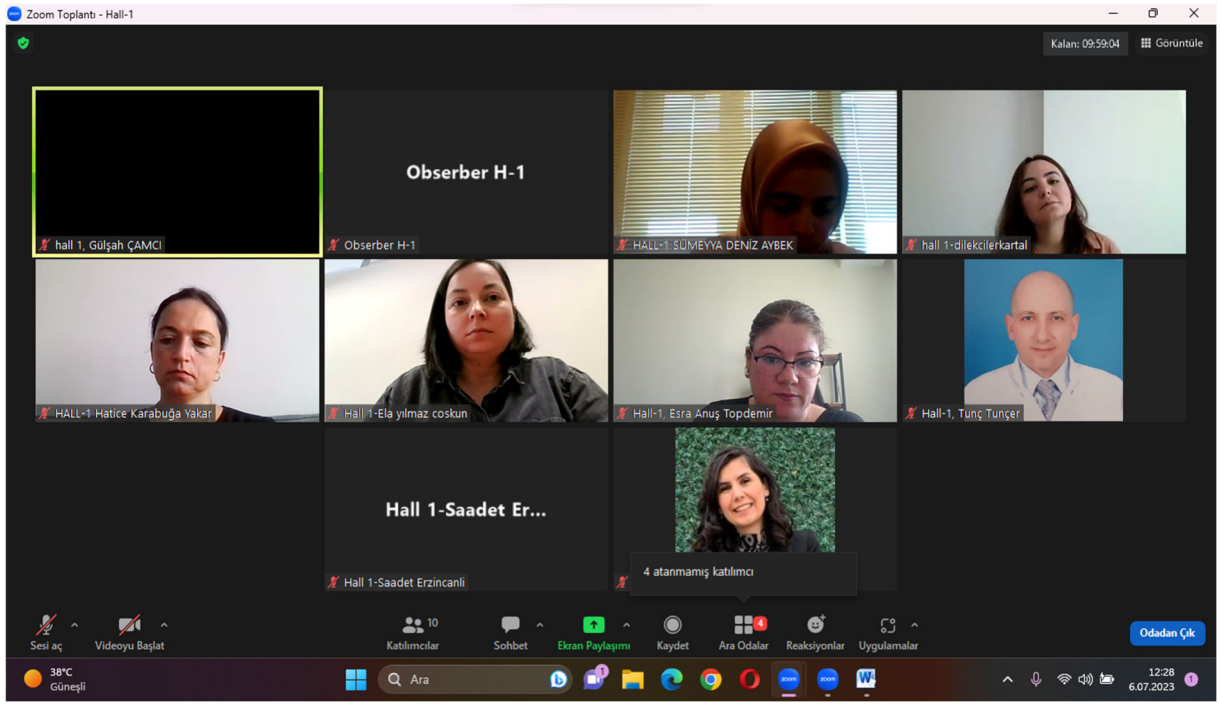 Zoom Toplantı - Hall-1
Kalan: 09:59:04
Görüntüle
hall 1, Gülşah ÇAMCI
Obserber H-1
Obserber H-1
HALL-1 SÜMEYYA DENİZ AYBEK
hall 1-dilekcilerkartal
HALL-1 Hatice Karabuğa Yakar
Hall 1-Ela yılmaz coskun
Hall-1, Esra Anuş Topdemir
Hall-1, Tunç Tunçer
Hall 1-Saadet Er...
Hall 1-Saadet Erzincanli
4 atanmamış katılımcı
Sesi aç
Videoyu Başlat
10
Katılımcılar
Sohbet
Ekran Paylaşımı
Kaydet
4
Ara Odalar
Reaksiyonlar
Uygulamalar
Odadan Çık
38°C
Güneşli
Ara
1
zoom
zoom
12:28
6.07.2023
1